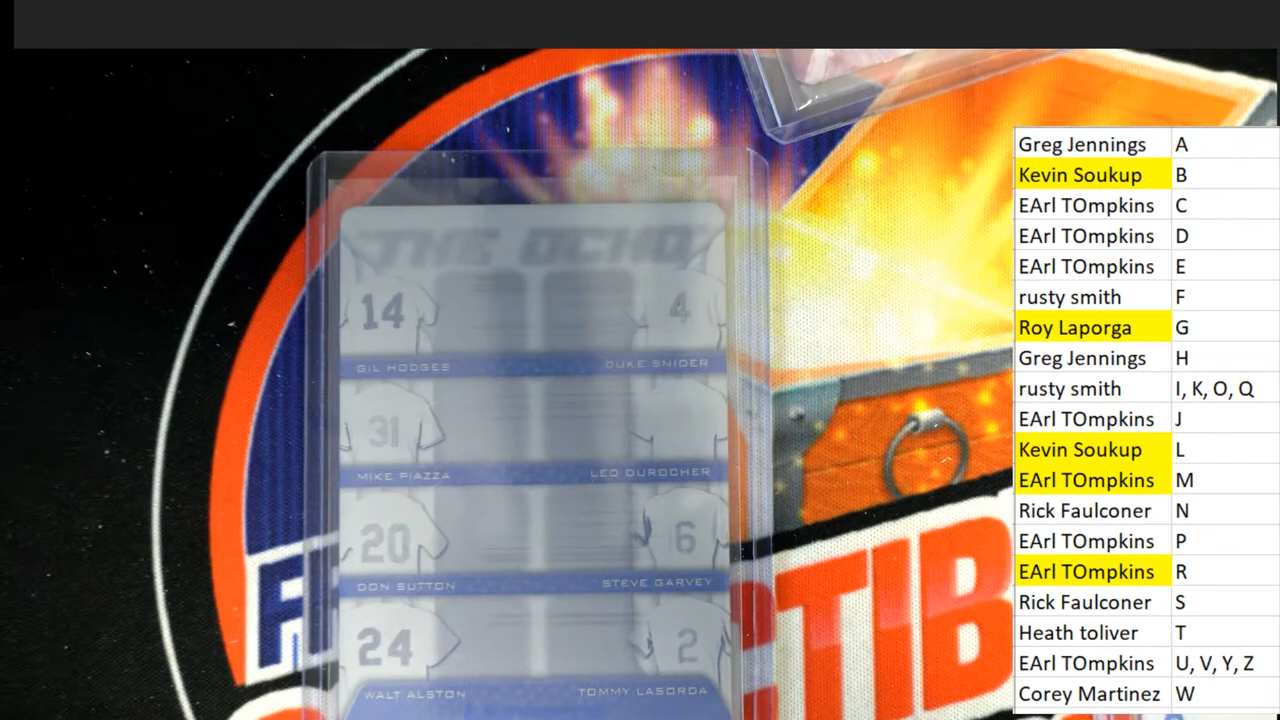 THE OCHO
14 4
GIL HODGES DUKE SNIDER
31
MIKE PIAZZA LEO DUROCHER
20 6
DON SUTTON STEVE GARVEY
24 2
WALT ALSTON TOMMY LASORDA
CTIB
Greg Jennings A
Kevin Soukup B
EArl TOmpkins C
EArl TOmpkins D
EArl TOmpkins E
rusty smith F
Roy Laporga G
Greg Jennings H
rusty smith I, K, O, Q
EArl TOmpkins J
Kevin Soukup L
EArl TOmpkins M
Rick Faulconer N
EArl TOmpkins P
EArl TOmpkins R
Rick Faulconer S
Heath toliver T
EArl TOmpkins U, V, Y, Z
Corey Martinez W